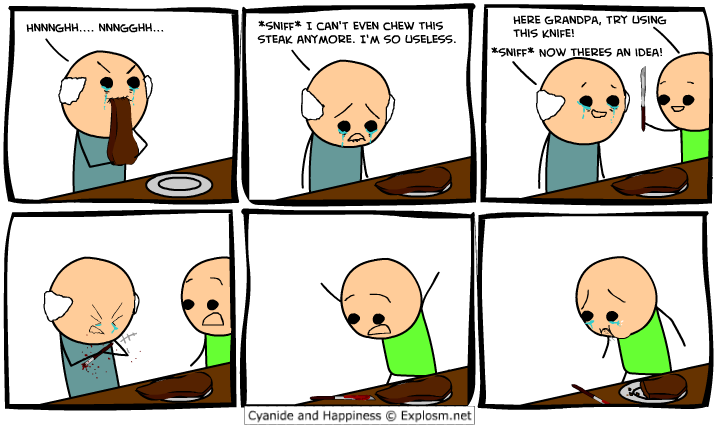 HNNNGHH.... NNNGGHH...
*SNIFF* I CAN'T EVEN CHEW THIS
STEAK ANYMORE. I'M SO USELESS.
HERE GRANDPA, TRY USING
THIS KNIFE!
*SNIFF* NOW THERES AN IDEA!
Cyanide and Happiness © Explosm.net